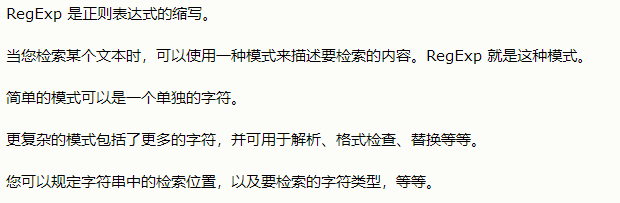 RegExp 是正则表达式的缩写。
当您检索某个文本时，可以使用一种模式来描述要检索的内容。RegExp 就是这种模式。
简单的模式可以是一个单独的字符。
更复杂的模式包括了更多的字符，并可用于解析、格式检查、替换等等。
您可以规定字符串中的检索位置，以及要检索的字符类型，等等。